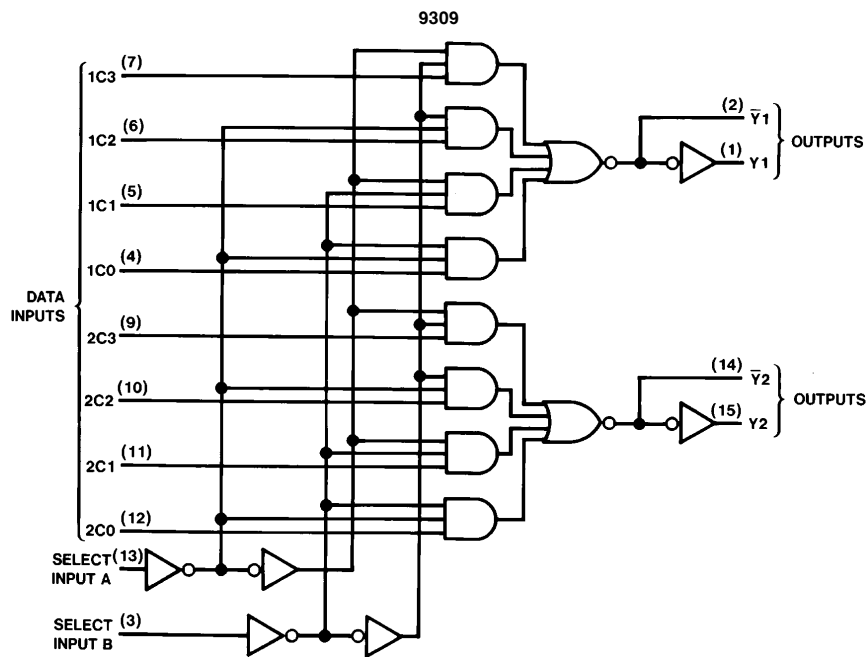 9309
1C3 (7)
(2) Y̅1
1C2 (6)
OUTPUTS
(1) Y1
1C1 (5)
1C0 (4)
DATA
INPUTS
2C3 (9)
(14) Y̅2
2C2 (10)
OUTPUTS
(15) Y2
2C1 (11)
2C0 (12)
SELECT (13)
INPUT A
SELECT (3)
INPUT B